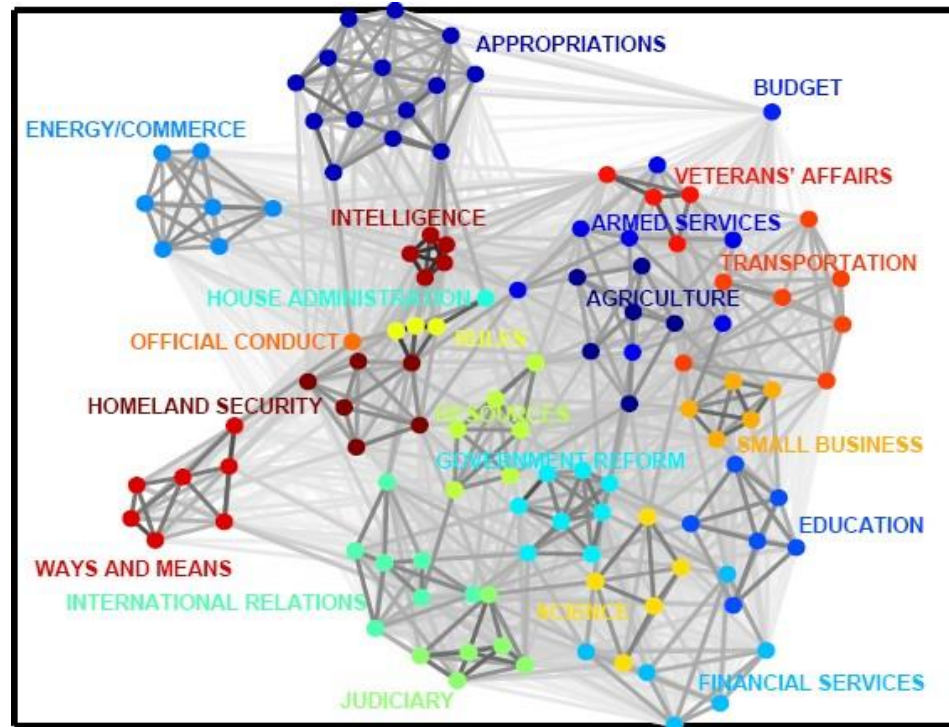 APPROPRIATIONS
BUDGET
ENERGY/COMMERCE
VETERANS' AFFAIRS
INTELLIGENCE
ARMED SERVICES
TRANSPORTATION
HOUSE ADMINISTRATION
AGRICULTURE
OFFICIAL CONDUCT
RULES
HOMELAND SECURITY
RESOURCES
SMALL BUSINESS
GOVERNMENT REFORM
EDUCATION
WAYS AND MEANS
INTERNATIONAL RELATIONS
SCIENCE
FINANCIAL SERVICES
JUDICIARY